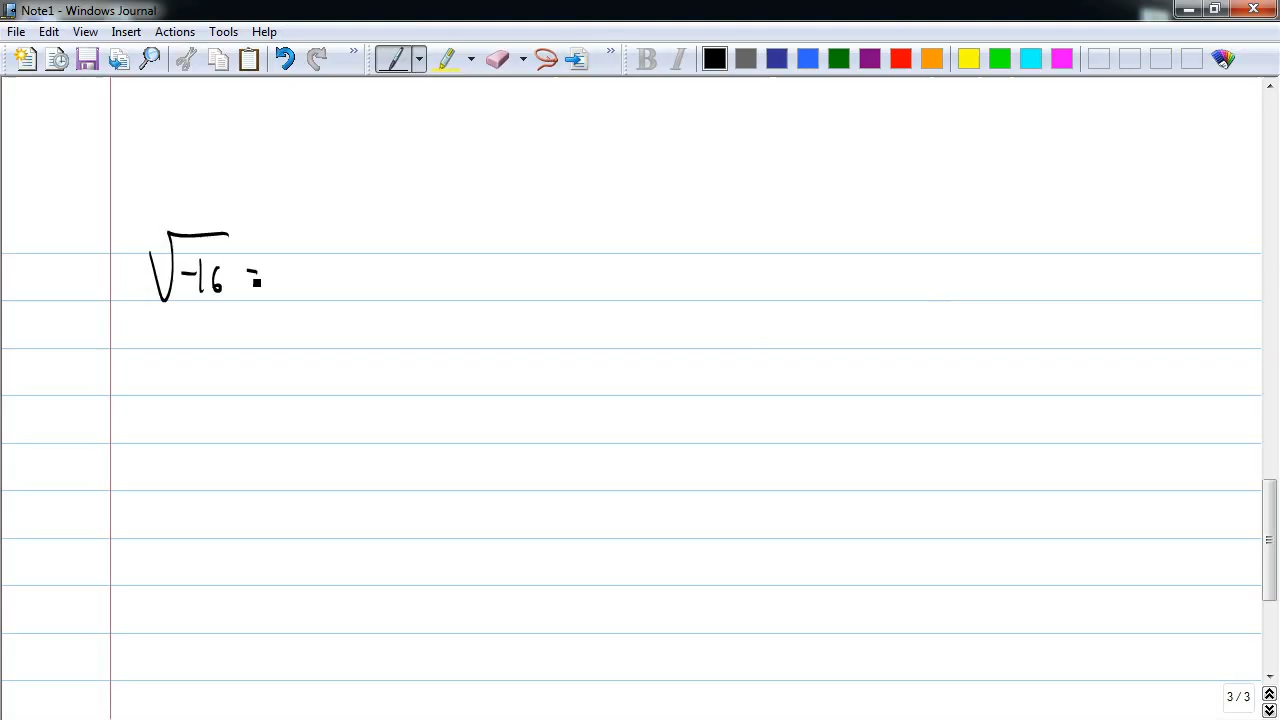 Note1 - Windows Journal
File Edit View Insert Actions Tools Help
» » B I
√-16 =
3 / 3